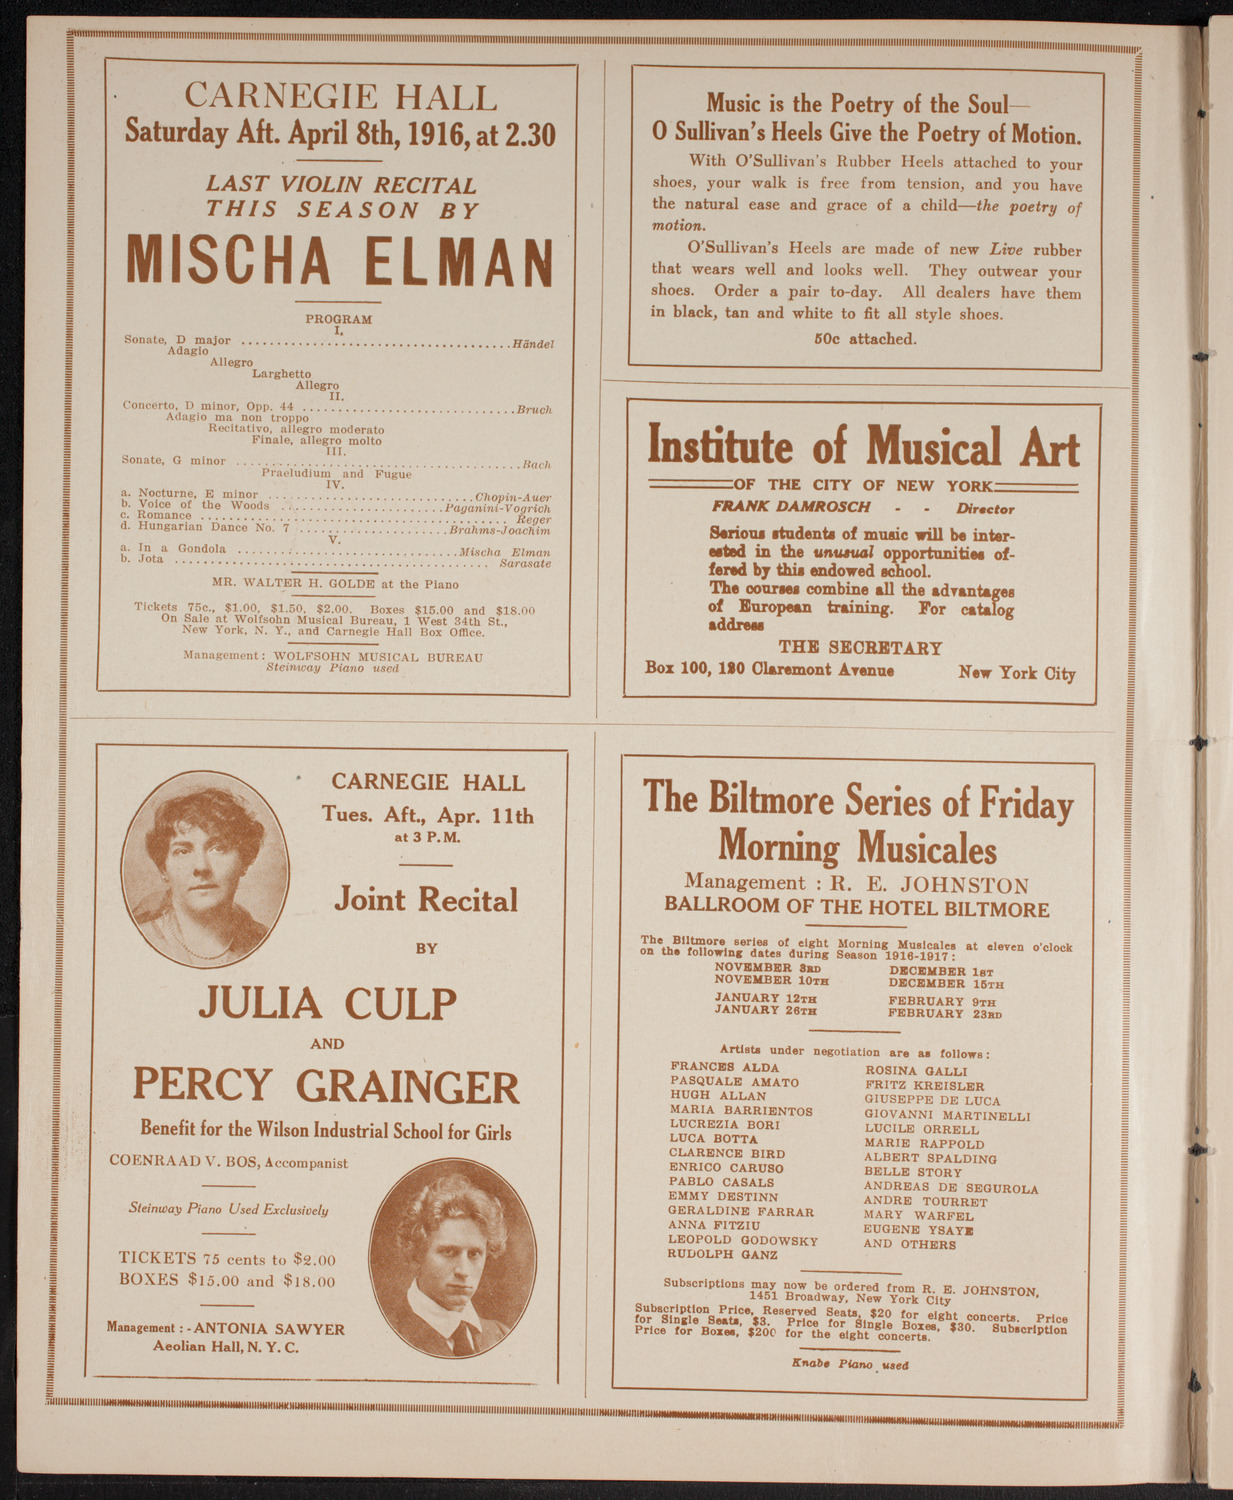 CARNEGIE HALL
Saturday Aft. April 8th, 1916, at 2.30
LAST VIOLIN RECITAL
THIS SEASON BY
MISCHA ELMAN
PROGRAM
I.
Sonate, D major ........ Händel
Adagio
Allegro
Larghetto
Allegro
II.
Concerto, D minor, Opp. 44 ........ Bruch
Adagio ma non troppo
Recitativo, allegro moderato
Finale, allegro molto
III.
Sonate, G minor ........ Bach
Praeludium and Fugue
IV.
a. Nocturne, E minor ........ Chopin-Auer
b. Voice of the Woods ........ Paganini-Vogrich
c. Romance ........ Reger
d. Hungarian Dance No. 7 ........ Brahms-Joachim
V.
a. In a Gondola ........ Mischa Elman
b. Jota ........ Sarasate
MR. WALTER H. GOLDE at the Piano
Tickets 75c., $1.00, $1.50, $2.00. Boxes $15.00 and $18.00
On Sale at Wolfsohn Musical Bureau, 1 West 34th St.,
New York, N. Y., and Carnegie Hall Box Office.
Management: WOLFSOHN MUSICAL BUREAU
Steinway Piano used
Music is the Poetry of the Soul—
O Sullivan's Heels Give the Poetry of Motion.
With O'Sullivan's Rubber Heels attached to your
shoes, your walk is free from tension, and you have
the natural ease and grace of a child—the poetry of
motion.
O'Sullivan's Heels are made of new Live rubber
that wears well and looks well. They outwear your
shoes. Order a pair to-day. All dealers have them
in black, tan and white to fit all style shoes.
50c attached.
Institute of Musical Art
OF THE CITY OF NEW YORK
FRANK DAMROSCH - - Director
Serious students of music will be inter-
ested in the unusual opportunities of-
fered by this endowed school.
The courses combine all the advantages
of European training. For catalog
address
THE SECRETARY
Box 100, 120 Claremont Avenue New York City
CARNEGIE HALL
Tues. Aft., Apr. 11th
at 3 P.M.
Joint Recital
BY
JULIA CULP
AND
PERCY GRAINGER
Benefit for the Wilson Industrial School for Girls
COENRAAD V. BOS, Accompanist
Steinway Piano Used Exclusively
TICKETS 75 cents to $2.00
BOXES $15.00 and $18.00
Management : - ANTONIA SAWYER
Aeolian Hall, N. Y. C.
The Biltmore Series of Friday
Morning Musicales
Management : R. E. JOHNSTON
BALLROOM OF THE HOTEL BILTMORE
The Biltmore series of eight Morning Musicales at eleven o'clock
on the following dates during Season 1916-1917:
NOVEMBER 3RD DECEMBER 1ST
NOVEMBER 10TH DECEMBER 15TH
JANUARY 12TH FEBRUARY 9TH
JANUARY 26TH FEBRUARY 23RD
Artists under negotiation are as follows:
FRANCES ALDA
PASQUALE AMATO
HUGH ALLAN
MARIA BARRIENTOS
LUCREZIA BORI
LUCA BOTTA
CLARENCE BIRD
ENRICO CARUSO
PABLO CASALS
EMMY DESTINN
GERALDINE FARRAR
ANNA FITZIU
LEOPOLD GODOWSKY
RUDOLPH GANZ
ROSINA GALLI
FRITZ KREISLER
GIUSEPPE DE LUCA
GIOVANNI MARTINELLI
LUCILE ORRELL
MARIE RAPPOLD
ALBERT SPALDING
BELLE STORY
ANDREAS DE SEGUROLA
ANDRE TOURRET
MARY WARFEL
EUGENE YSAYE
AND OTHERS
Subscriptions may now be ordered from R. E. JOHNSTON,
1451 Broadway, New York City
Subscription Price, Reserved Seats, $20 for eight concerts. Price
for Single Seats, $3. Price for Single Boxes, $30. Subscription
Price for Boxes, $200 for the eight concerts.
Knabe Piano used